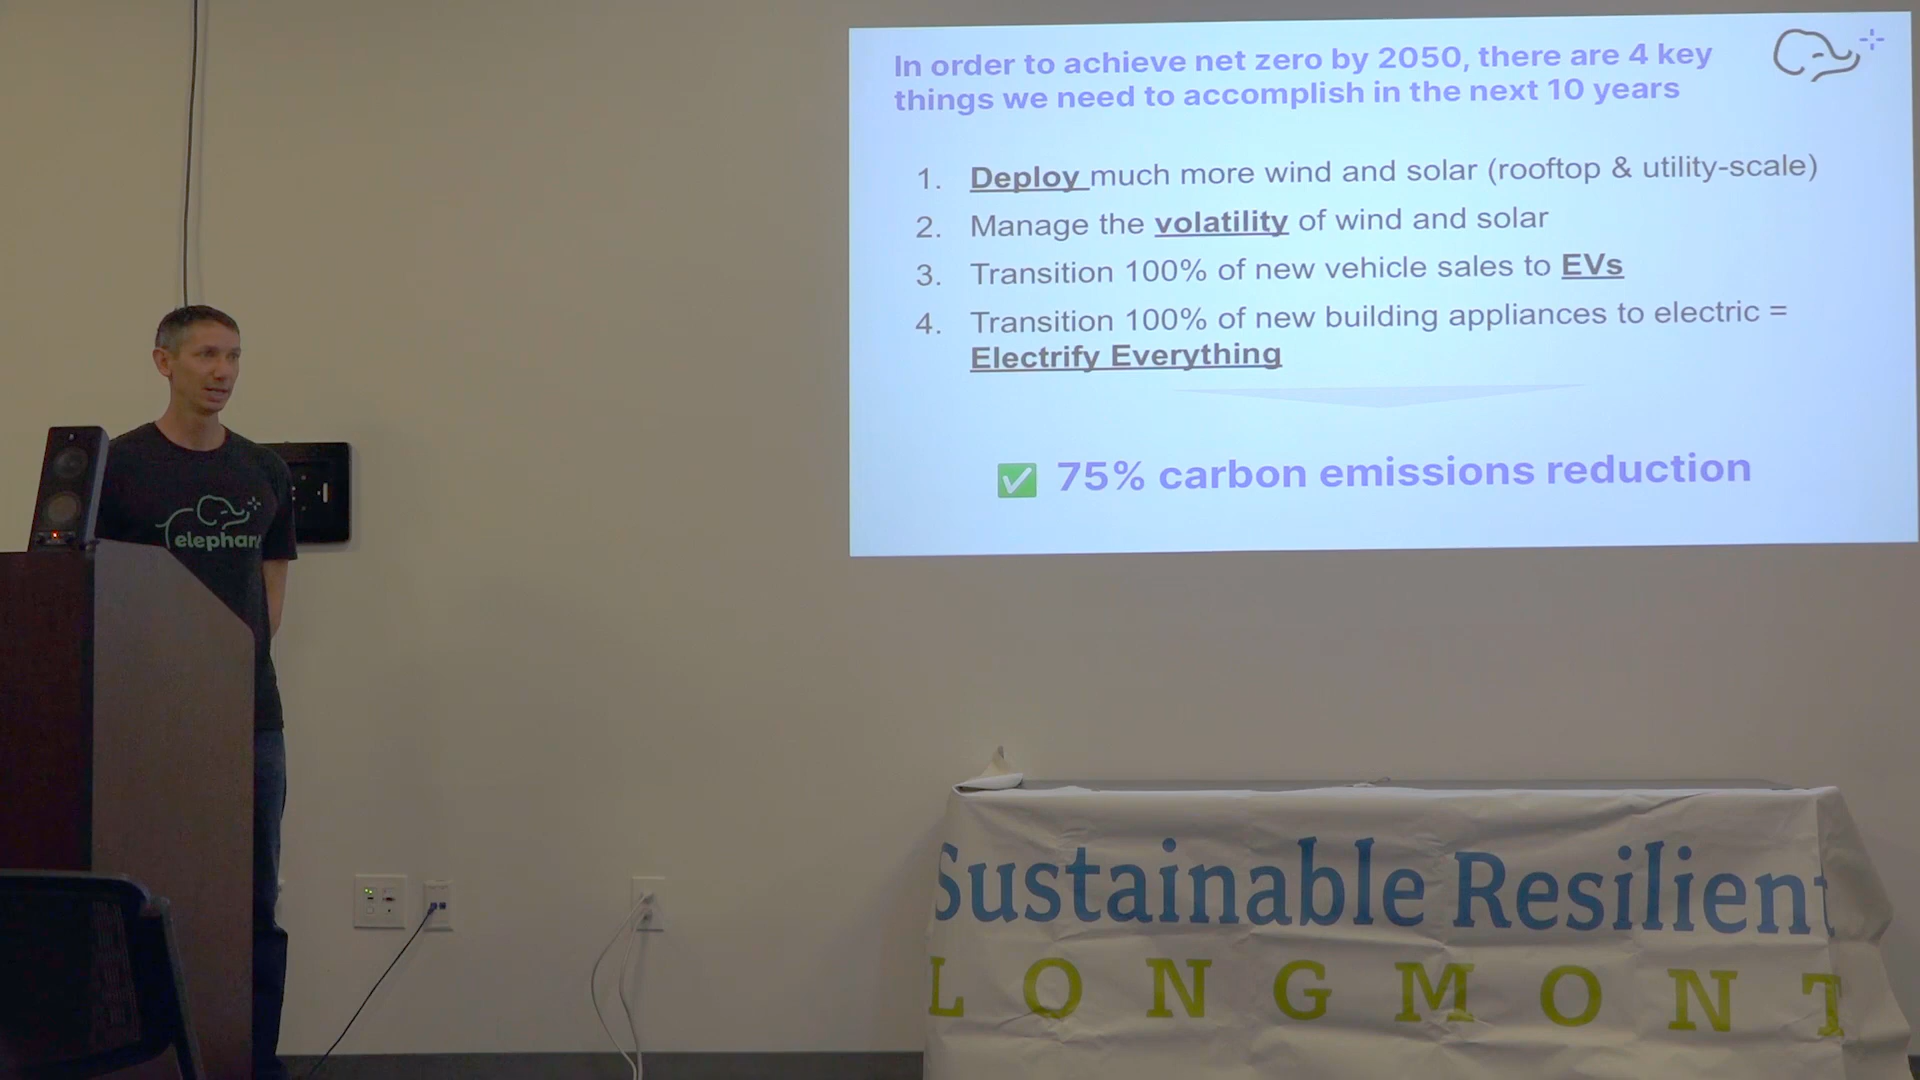 In order to achieve net zero by 2050, there are 4 key
things we need to accomplish in the next 10 years
1. Deploy much more wind and solar (rooftop & utility-scale)
2. Manage the volatility of wind and solar
3. Transition 100% of new vehicle sales to EVs
4. Transition 100% of new building appliances to electric =
Electrify Everything
✅ 75% carbon emissions reduction
elephan
Sustainable Resilient
LONGMONT